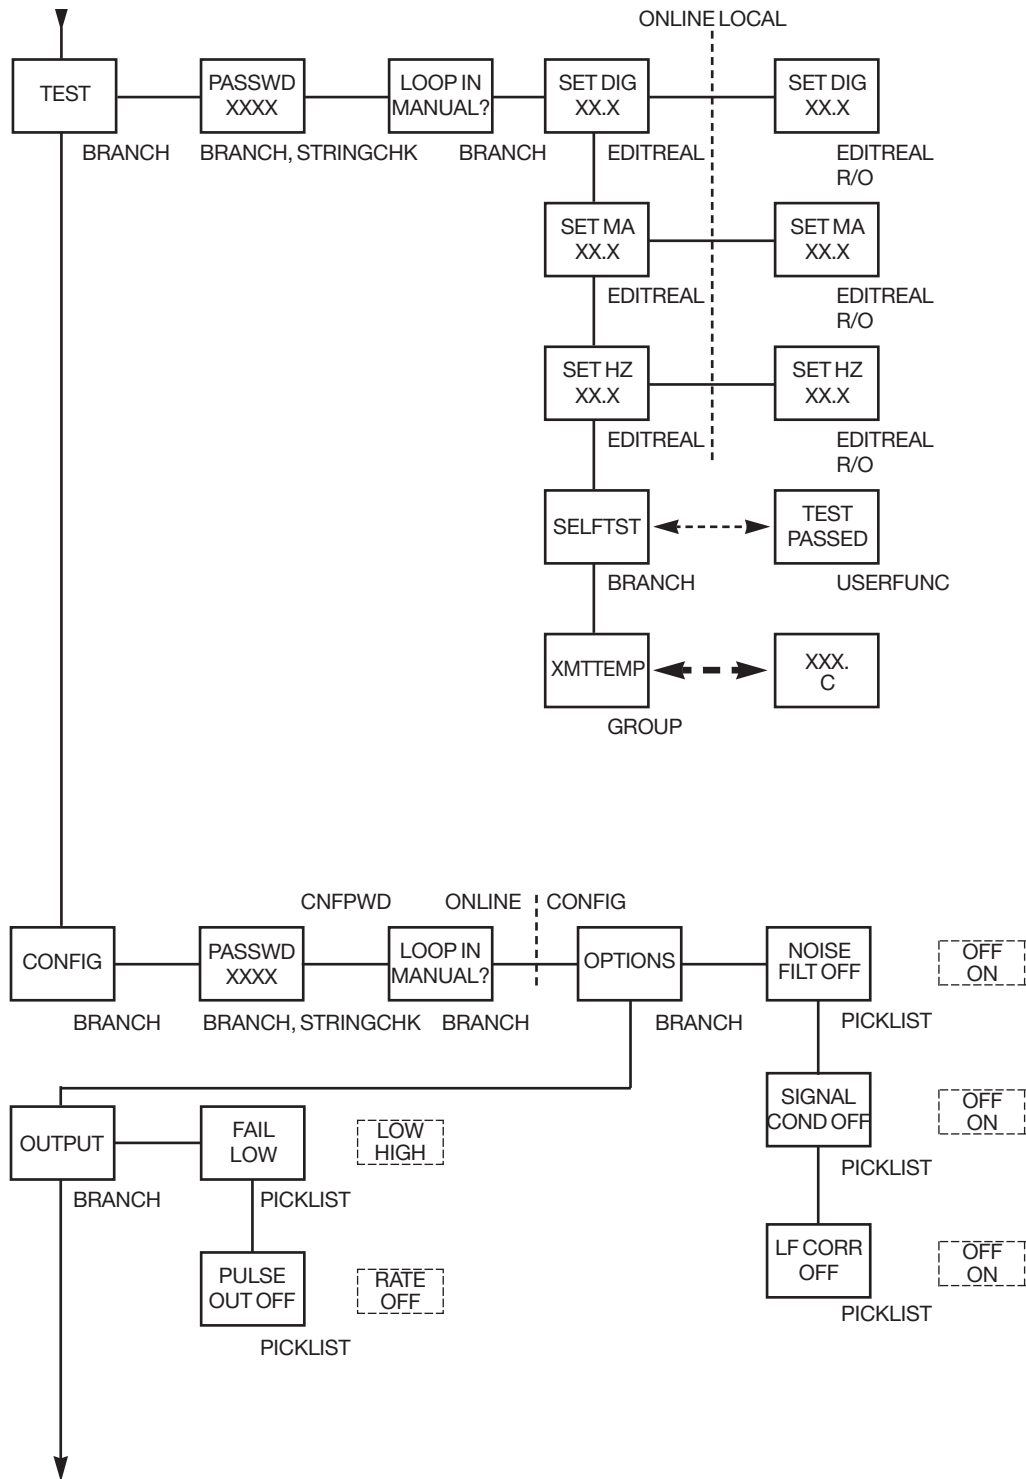 ONLINE LOCAL
TEST
PASSWD
XXXX
LOOP IN
MANUAL?
SET DIG
XX.X
SET DIG
XX.X
BRANCH
BRANCH, STRINGCHK
BRANCH
EDITREAL
EDITREAL
R/O
SET MA
XX.X
SET MA
XX.X
EDITREAL
EDITREAL
R/O
SET HZ
XX.X
SET HZ
XX.X
EDITREAL
EDITREAL
R/O
SELFTST
TEST
PASSED
BRANCH
USERFUNC
XMTTEMP
XXX.
C
GROUP
CNFPWD
ONLINE
CONFIG
CONFIG
PASSWD
XXXX
LOOP IN
MANUAL?
OPTIONS
NOISE
FILT OFF
OFF
ON
BRANCH
BRANCH, STRINGCHK
BRANCH
BRANCH
PICKLIST
SIGNAL
COND OFF
OFF
ON
PICKLIST
OUTPUT
FAIL
LOW
LOW
HIGH
BRANCH
PICKLIST
LF CORR
OFF
OFF
ON
PICKLIST
PULSE
OUT OFF
RATE
OFF
PICKLIST